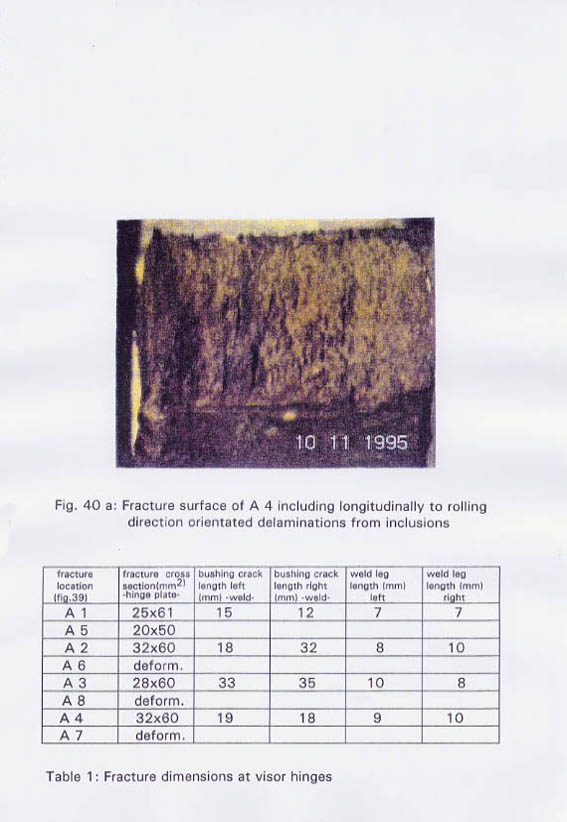 10 11 1995
Fig. 40 a: Fracture surface of A 4 including longitudinally to rolling
direction orientated delaminations from inclusions
fracture location (fig.39) | fracture cross section(mm2) -hinge plate- | bushing crack length left (mm) -weld- | bushing crack length right (mm) -weld- | weld leg length (mm) left | weld leg length (mm) right
A 1 | 25x61 | 15 | 12 | 7 | 7
A 5 | 20x50
A 2 | 32x60 | 18 | 32 | 8 | 10
A 6 | deform.
A 3 | 28x60 | 33 | 35 | 10 | 8
A 8 | deform.
A 4 | 32x60 | 19 | 18 | 9 | 10
A 7 | deform.
Table 1: Fracture dimensions at visor hinges